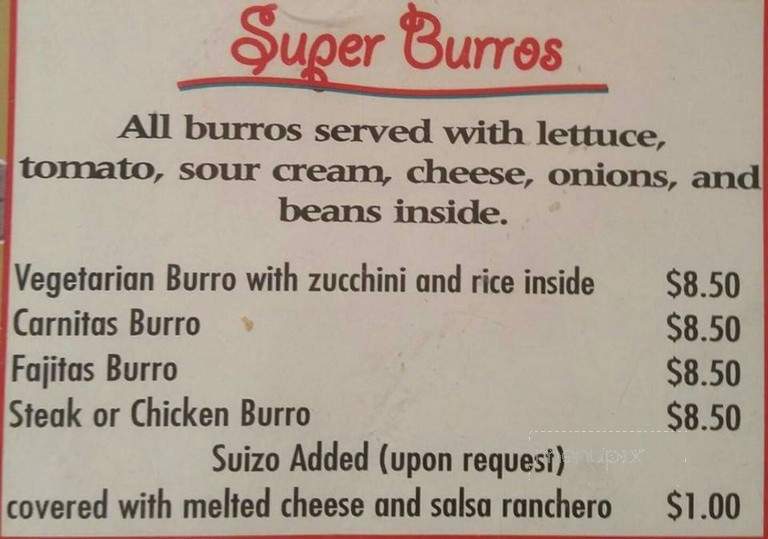 Super Burros
All burros served with lettuce,
tomato, sour cream, cheese, onions, and
beans inside.
Vegetarian Burro with zucchini and rice inside $8.50
Carnitas Burro $8.50
Fajitas Burro $8.50
Steak or Chicken Burro $8.50
Suizo Added (upon request)
menupix
covered with melted cheese and salsa ranchero $1.00